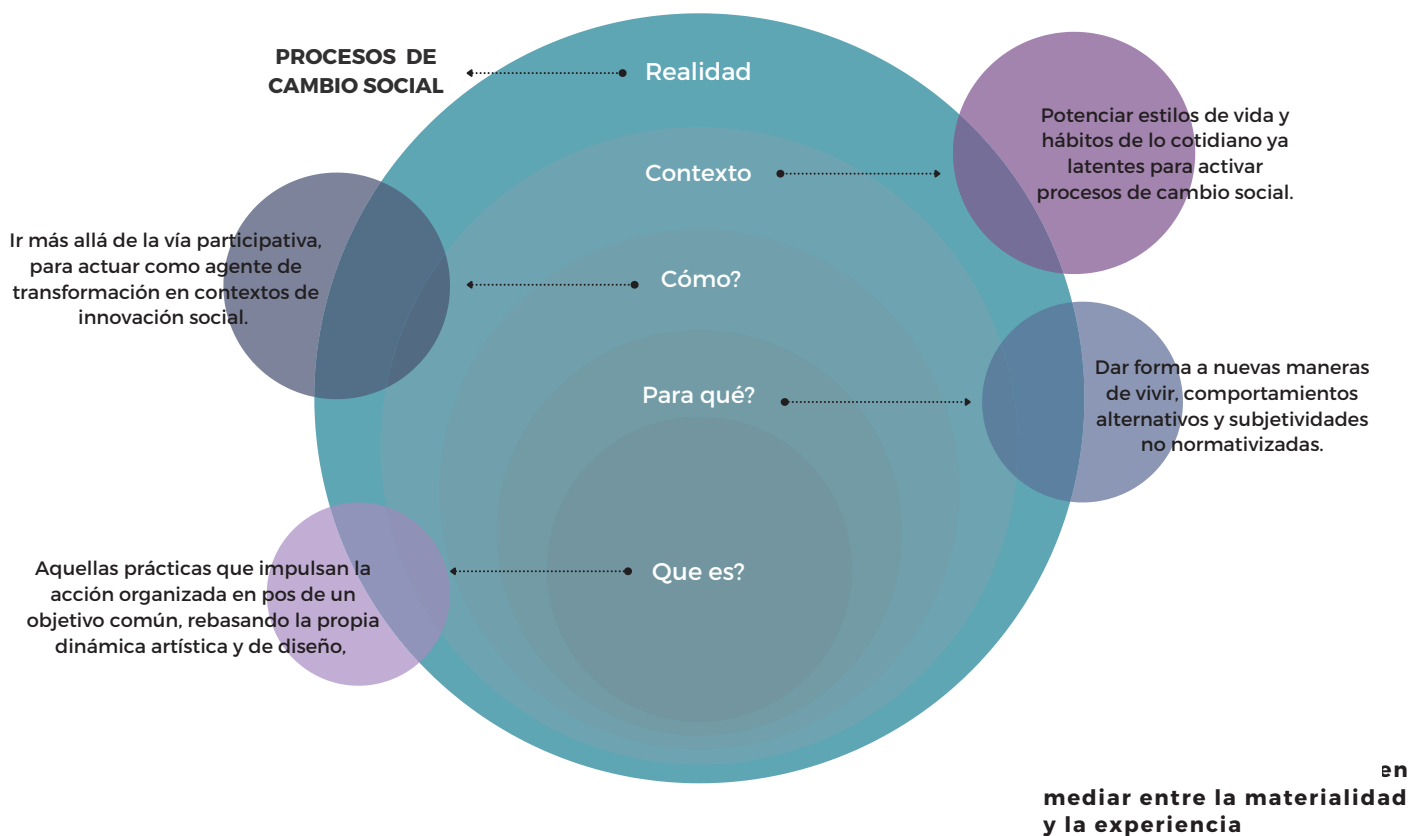 PROCESOS DE
CAMBIO SOCIAL
Realidad
Potenciar estilos de vida y
hábitos de lo cotidiano ya
latentes para activar
procesos de cambio social.
Contexto
Ir más allá de la vía participativa,
para actuar como agente de
transformación en contextos de
innovación social.
Cómo?
Para qué?
Dar forma a nuevas maneras
de vivir, comportamientos
alternativos y subjetividades
no normativizadas.
Aquellas prácticas que impulsan la
acción organizada en pos de un
objetivo común, rebasando la propia
dinámica artística y de diseño,
Que es?
en
mediar entre la materialidad
y la experiencia